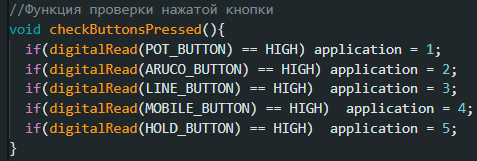 //Функция проверки нажатой кнопки
void checkButtonsPressed(){
  if(digitalRead(POT_BUTTON) == HIGH) application = 1;
  if(digitalRead(ARUCO_BUTTON) == HIGH) application = 2;
  if(digitalRead(LINE_BUTTON) == HIGH)  application = 3;
  if(digitalRead(MOBILE_BUTTON) == HIGH)  application = 4;
  if(digitalRead(HOLD_BUTTON) == HIGH)  application = 5;
}